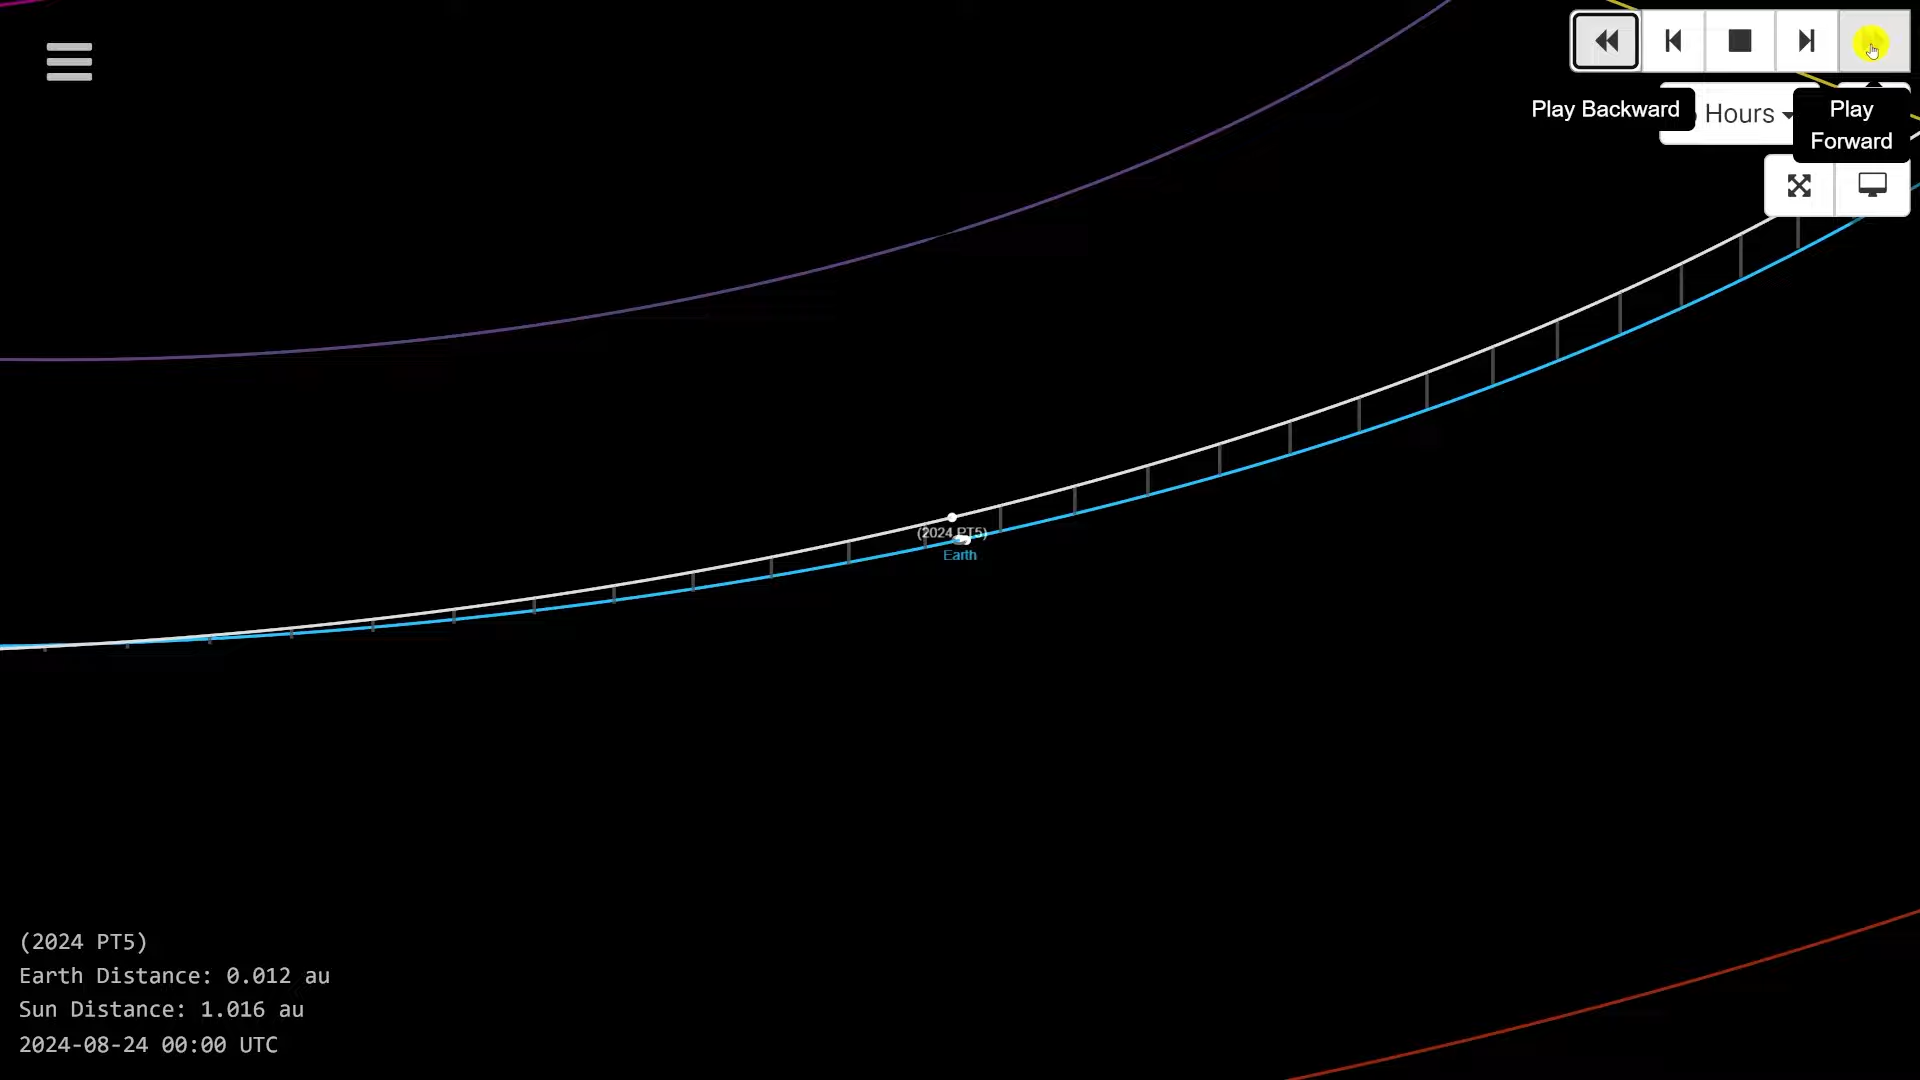 Play Backward
Hours
Play
Forward
(2024 PT5)
Earth
(2024 PT5)
Earth Distance: 0.012 au
Sun Distance: 1.016 au
2024-08-24 00:00 UTC